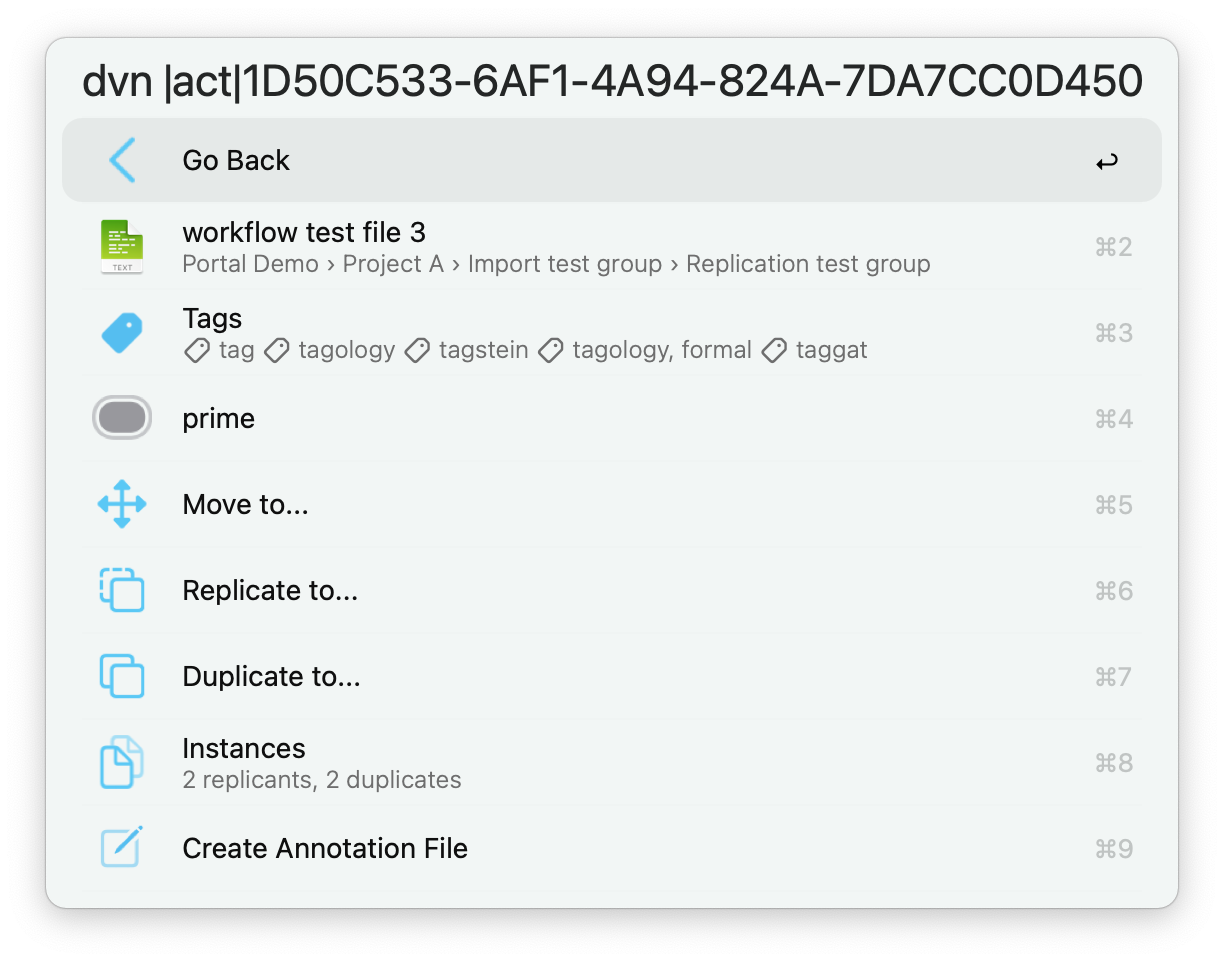 dvn |act|1D50C533-6AF1-4A94-824A-7DA7CC0D450
Go Back ↩
workflow test file 3
Portal Demo › Project A › Import test group › Replication test group ⌘2
TEXT
Tags
tag tagology tagstein tagology, formal taggat ⌘3
prime ⌘4
Move to... ⌘5
Replicate to... ⌘6
Duplicate to... ⌘7
Instances
2 replicants, 2 duplicates ⌘8
Create Annotation File ⌘9